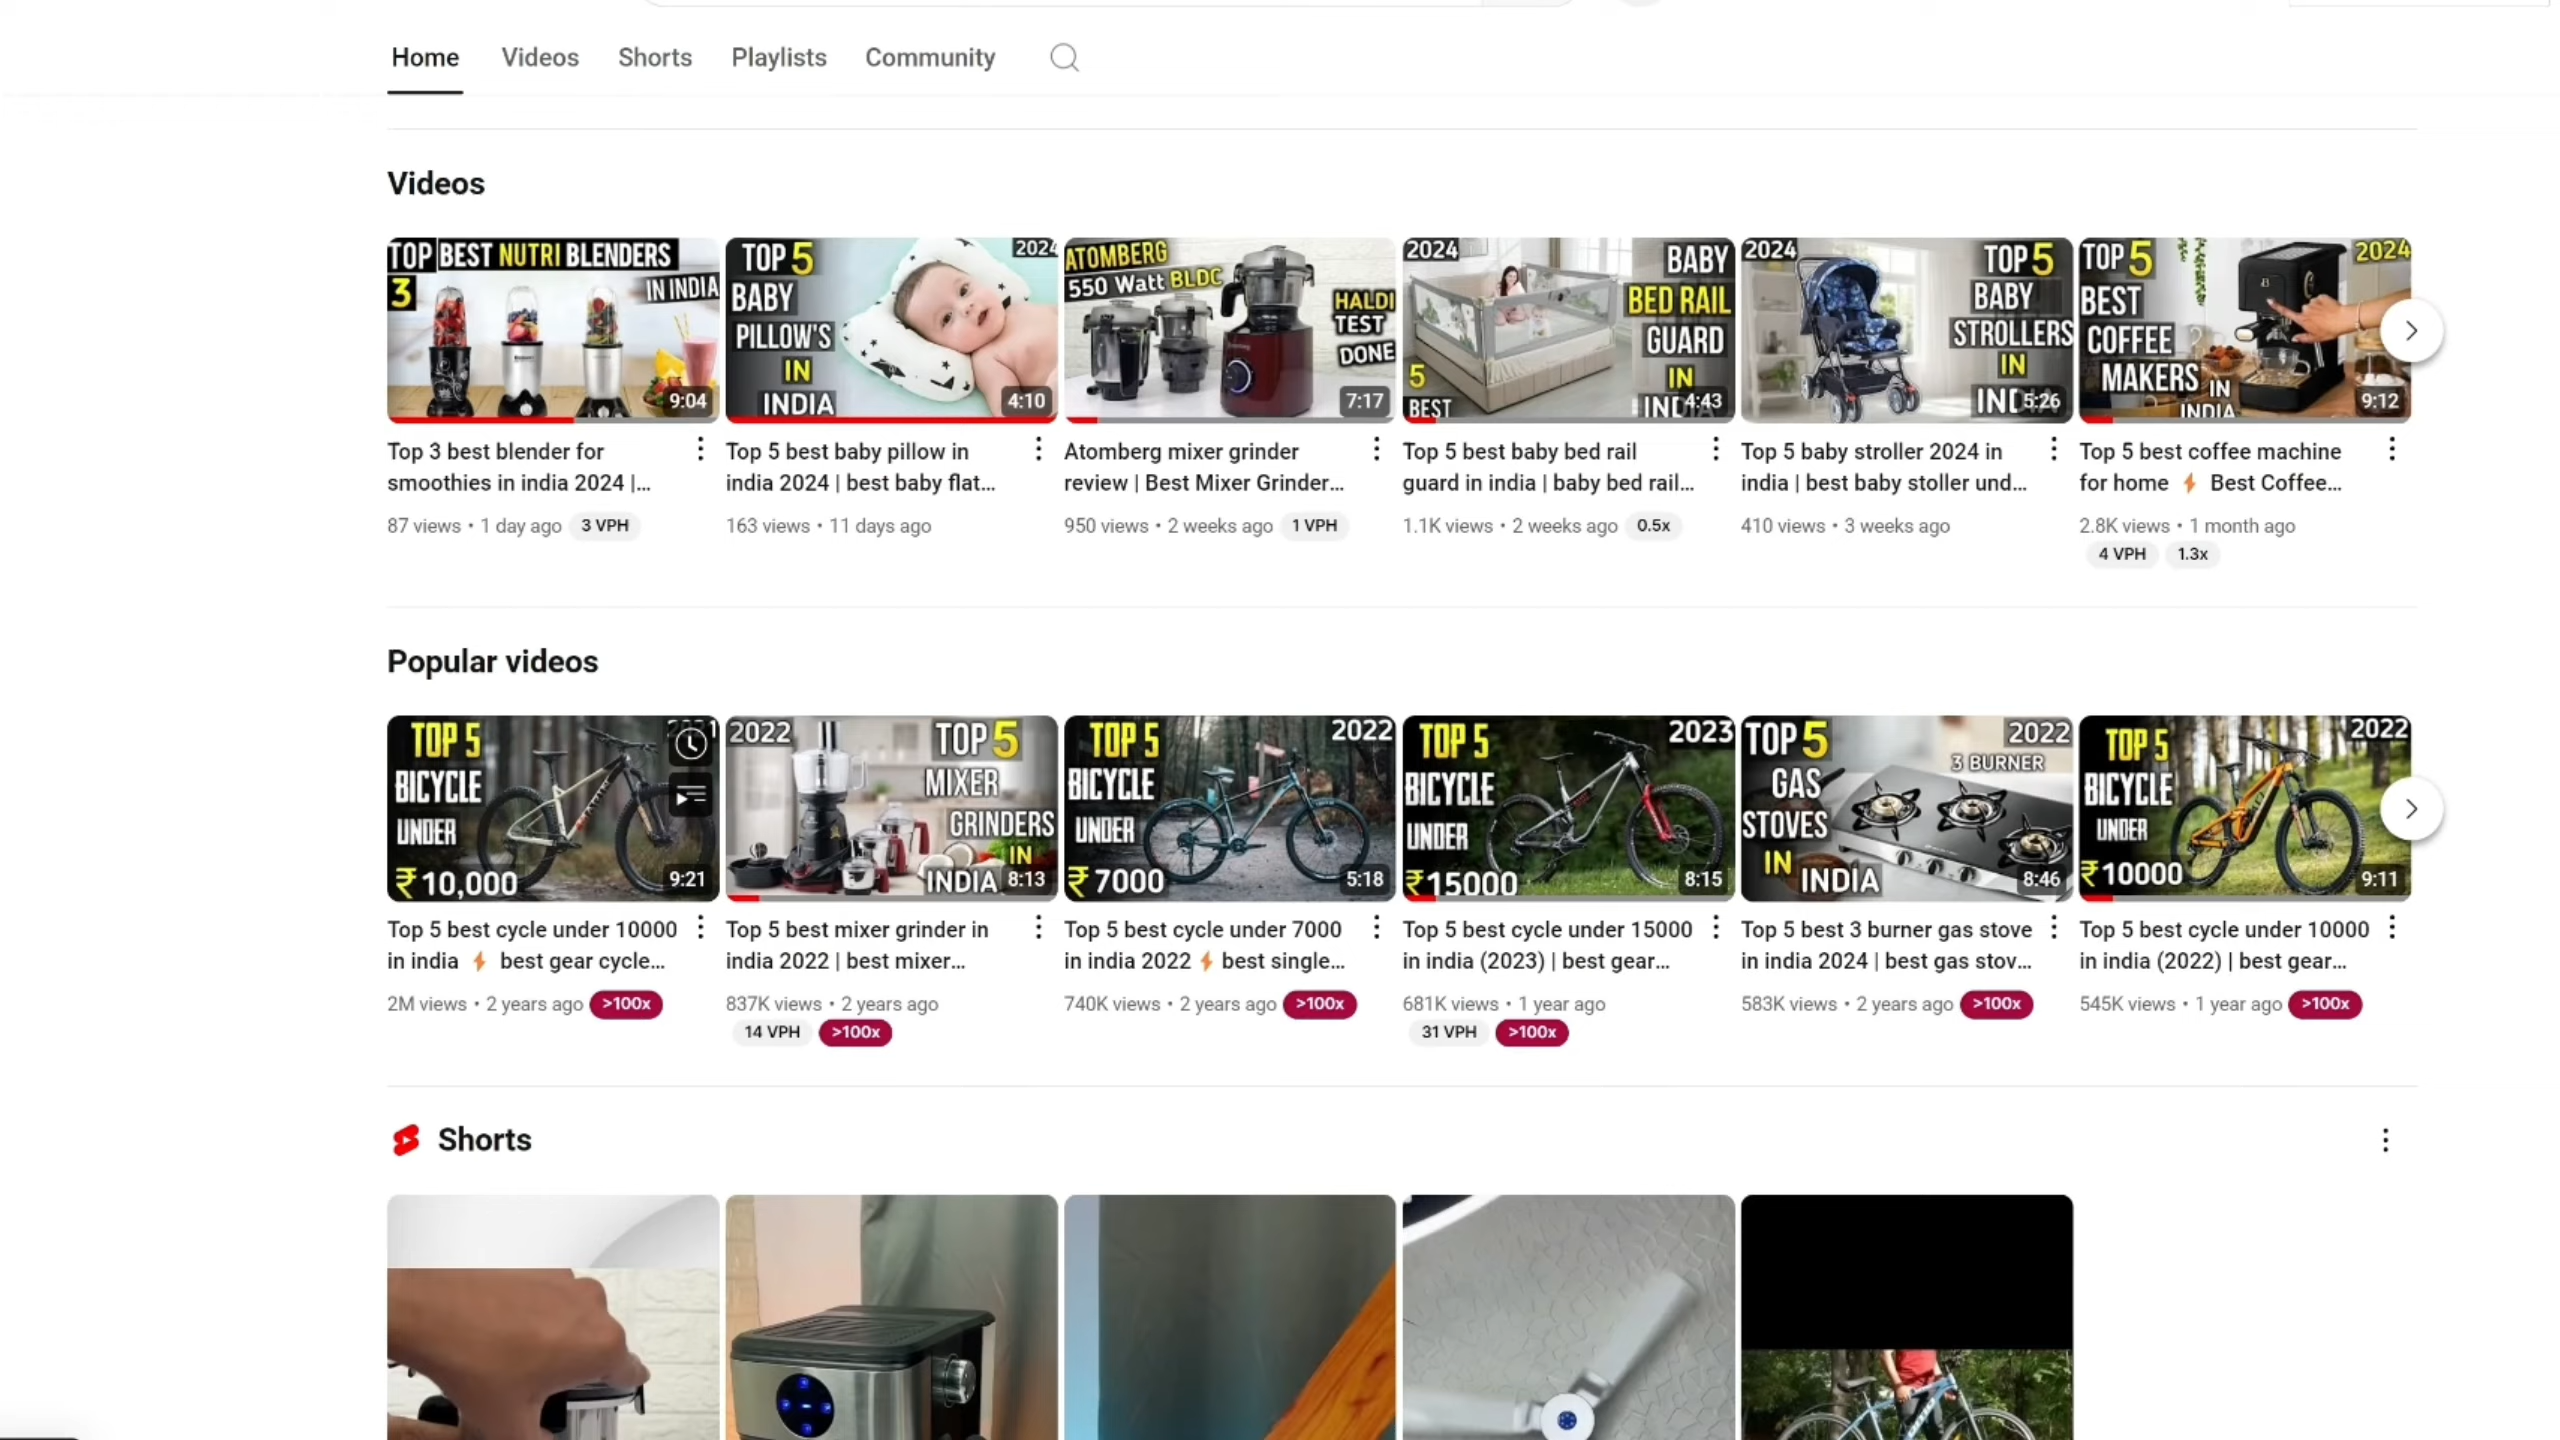 Home Videos Shorts Playlists Community
Videos
TOP BEST NUTRI BLENDERS
3
IN INDIA
9:04
TOP 5
2024
BABY
PILLOW'S
IN
INDIA
4:10
ATOMBERG
550 Watt BLDC
HALDI
TEST
DONE
7:17
2024
BABY
BED RAIL
GUARD
IN
5
BEST
4:43
2024
TOP 5
BABY
STROLLERS
IN
5:26
TOP 5
2024
BEST
COFFEE
MAKERS IN
INDIA
9:12
Top 3 best blender for
smoothies in india 2024 |...
87 views • 1 day ago 3 VPH
Top 5 best baby pillow in
india 2024 | best baby flat...
163 views • 11 days ago
Atomberg mixer grinder
review | Best Mixer Grinder...
950 views • 2 weeks ago 1 VPH
Top 5 best baby bed rail
guard in india | baby bed rail...
1.1K views • 2 weeks ago 0.5x
Top 5 baby stroller 2024 in
india | best baby stoller und...
410 views • 3 weeks ago
Top 5 best coffee machine
for home ⚡ Best Coffee...
2.8K views • 1 month ago
4 VPH 1.3x
Popular videos
TOP 5
BICYCLE
UNDER
₹10,000
9:21
2022
TOP 5
MIXER
GRINDERS
IN
INDIA
8:13
TOP 5
2022
BICYCLE
UNDER
₹7000
5:18
TOP 5
2023
BICYCLE
UNDER
₹15000
8:15
TOP 5
2022
GAS
3 BURNER
STOVES
IN
INDIA
8:46
TOP 5
2022
BICYCLE
UNDER
₹10000
9:11
Top 5 best cycle under 10000
in india ⚡ best gear cycle...
2M views • 2 years ago >100x
Top 5 best mixer grinder in
india 2022 | best mixer...
837K views • 2 years ago
14 VPH >100x
Top 5 best cycle under 7000
in india 2022 ⚡ best single...
740K views • 2 years ago >100x
Top 5 best cycle under 15000
in india (2023) | best gear...
681K views • 1 year ago
31 VPH >100x
Top 5 best 3 burner gas stove
in india 2024 | best gas stov...
583K views • 2 years ago >100x
Top 5 best cycle under 10000
in india (2022) | best gear...
545K views • 1 year ago >100x
Shorts